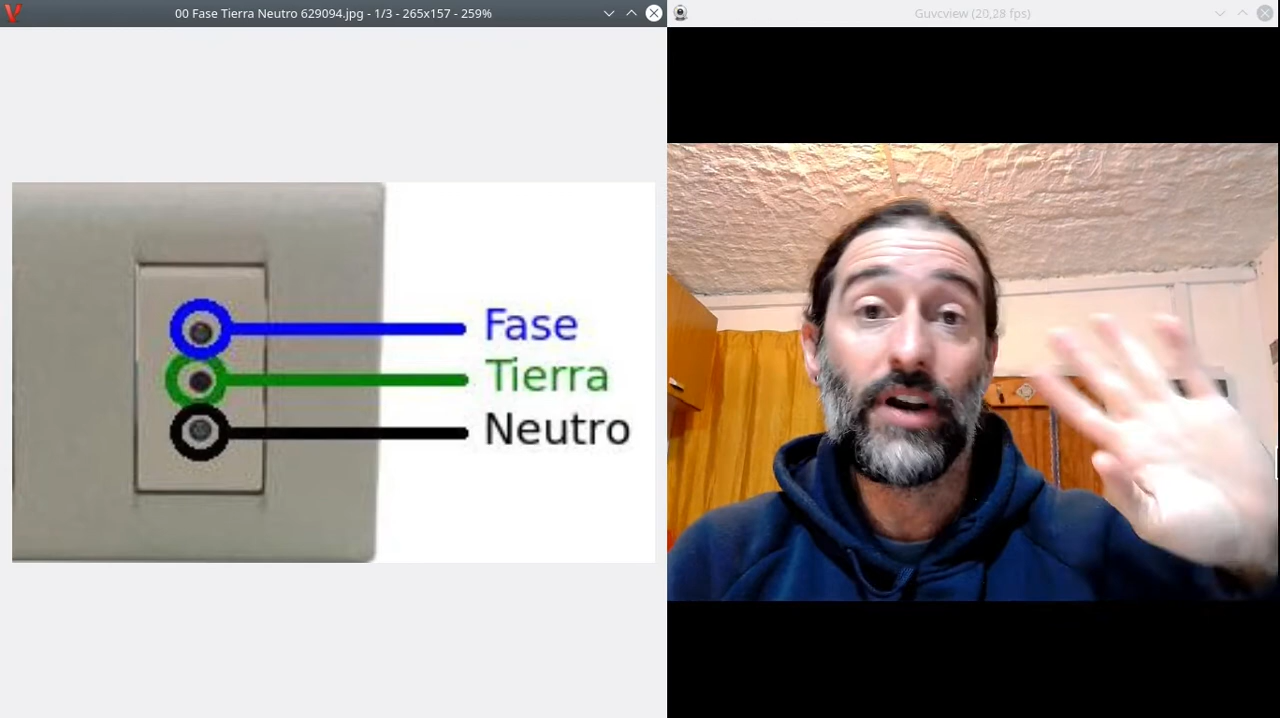 00 Fase Tierra Neutro 629094.jpg - 1/3 - 265x157 - 259%
Guvcview (20,28 fps)
Fase
Tierra
Neutro